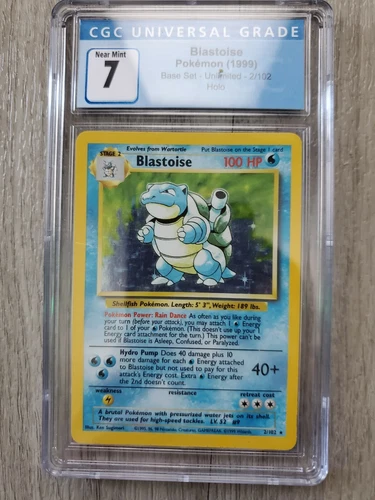 CGC UNIVERSAL GRADE
Near Mint
7
Blastoise
Pokémon (1999)
Base Set - Unlimited - 2/102
Holo
Evolves from Wartortle
Put Blastoise on the Stage 1 card
STAGE 2
Blastoise
100 HP
Shellfish Pokémon. Length: 5' 3", Weight: 189 lbs.
Pokémon Power: Rain Dance As often as you like during
your turn (before your attack), you may attach 1 Energy
card to 1 of your Pokémon. (This doesn't use up your
1 Energy card attachment for the turn.) This power can't be
used if Blastoise is Asleep, Confused, or Paralyzed.
Hydro Pump Does 40 damage plus 10
more damage for each Energy attached
to Blastoise but not used to pay for this
attack's Energy cost. Extra Energy after
the 2nd doesn't count.
40+
weakness
resistance
retreat cost
A brutal Pokémon with pressurized water jets on its shell.
They are used for high-speed tackles. LV. 52 #9
Illus. Ken Sugimori
2/102